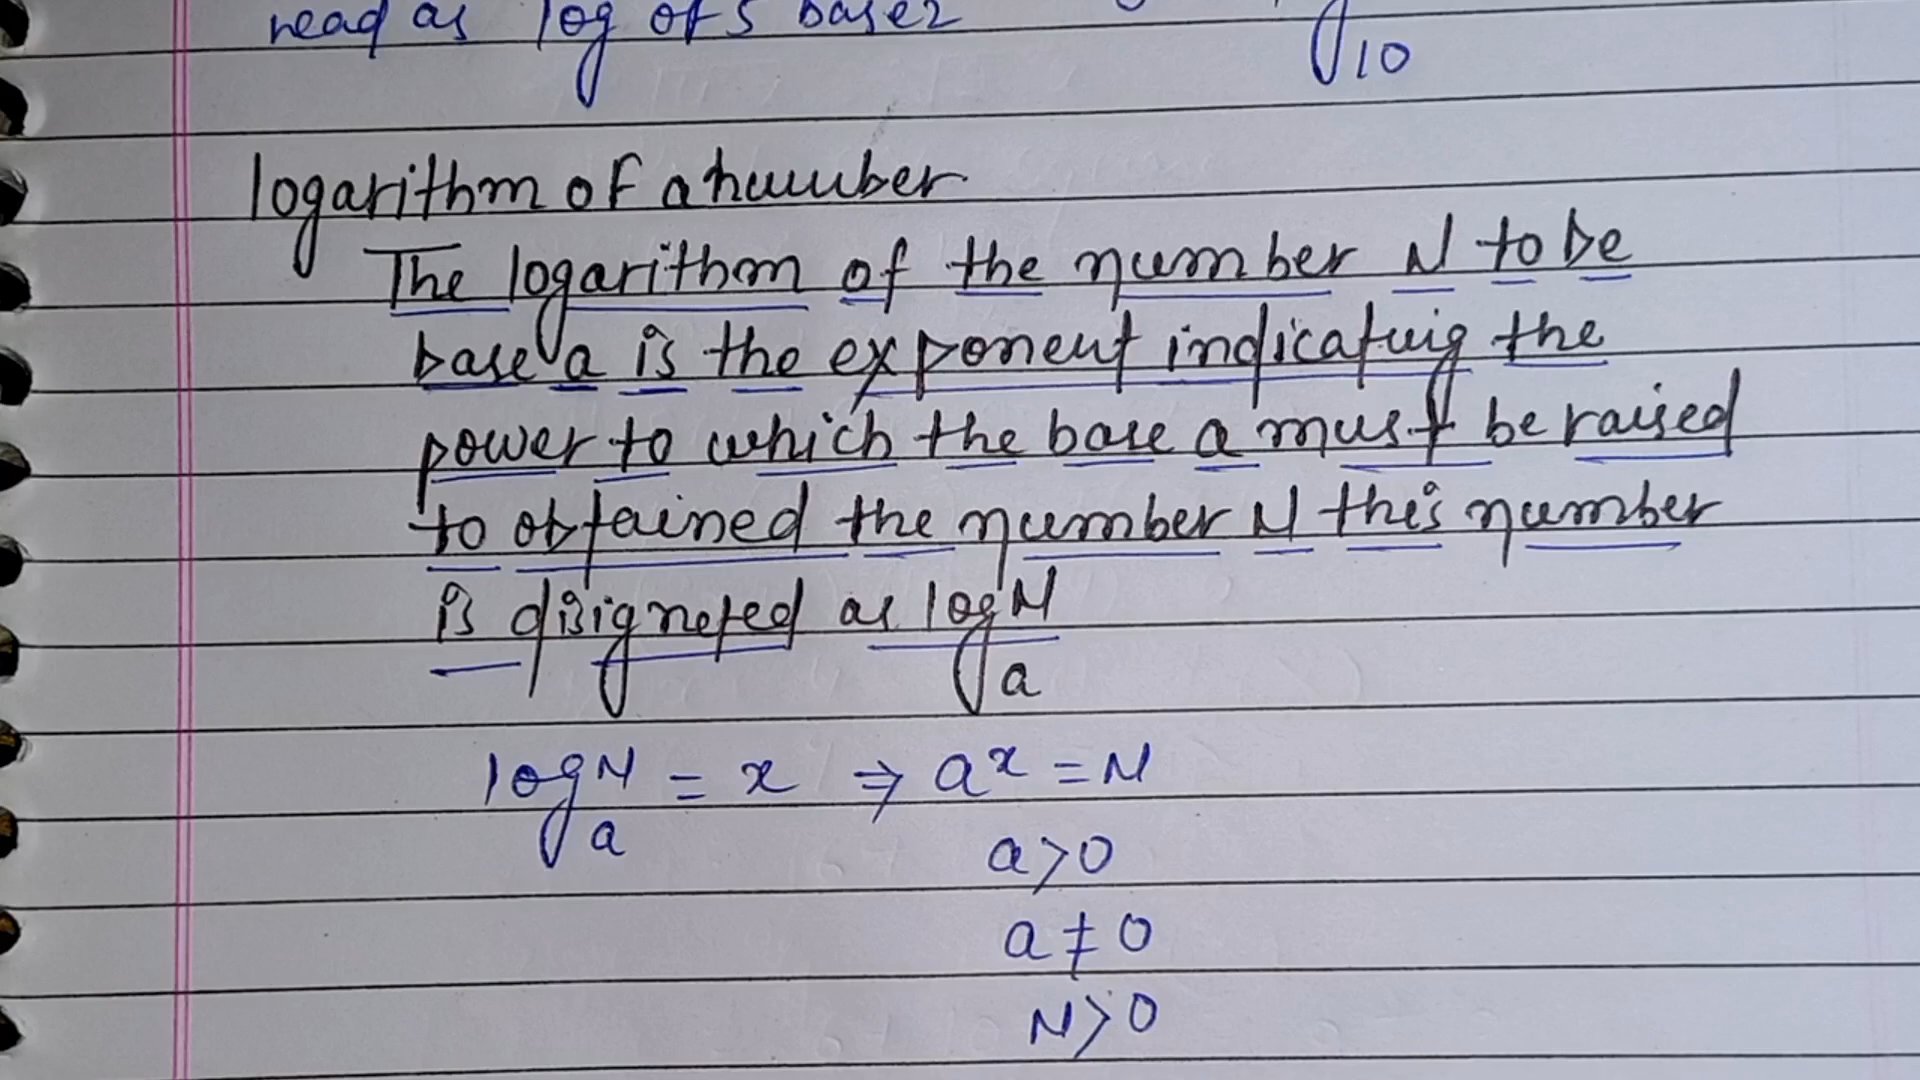 read as log of 5 base 2
10
logarithm of a number
The logarithm of the number N to be
base a is the exponent indicating the
power to which the base a must be raised
to obtained the number N this number
is disigneted as log N
a
log N = x ⇒ a^x = N
a
a>0
a ≠ 0
N>0